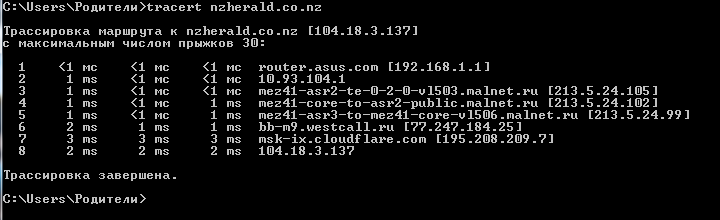 C:\Users\Родители>tracert nzherald.co.nz
Трассировка маршрута к nzherald.co.nz [104.18.3.137]
с максимальным числом прыжков 30:
1 <1 мс <1 мс <1 мс router.asus.com [192.168.1.1]
2 1 ms <1 мс <1 мс 10.93.104.1
3 <1 мс <1 мс <1 мс mez41-asr2-te-0-2-0-vl503.malnet.ru [213.5.24.105]
4 1 ms <1 мс <1 мс mez41-core-to-asr2-public.malnet.ru [213.5.24.102]
5 1 ms <1 мс <1 мс mez41-asr3-to-mez41-core-vl506.malnet.ru [213.5.24.99]
6 2 ms 1 ms 1 ms bb-m9.westcall.ru [77.247.184.25]
7 3 ms 3 ms 3 ms msk-ix.cloudflare.com [195.208.209.7]
8 2 ms 2 ms 2 ms 104.18.3.137
Трассировка завершена.
C:\Users\Родители>